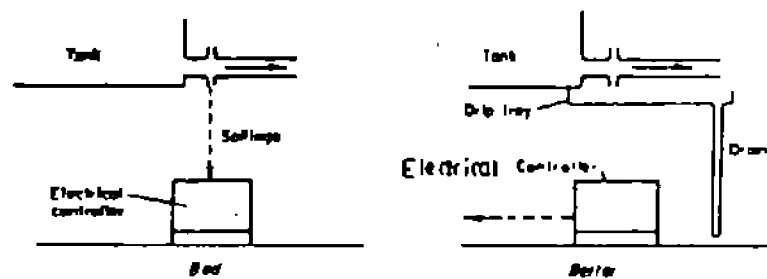 Tank
Spillage
Electrical
controller
Bad
Tank
Drip tray
Drain
Electrical Controller
Better